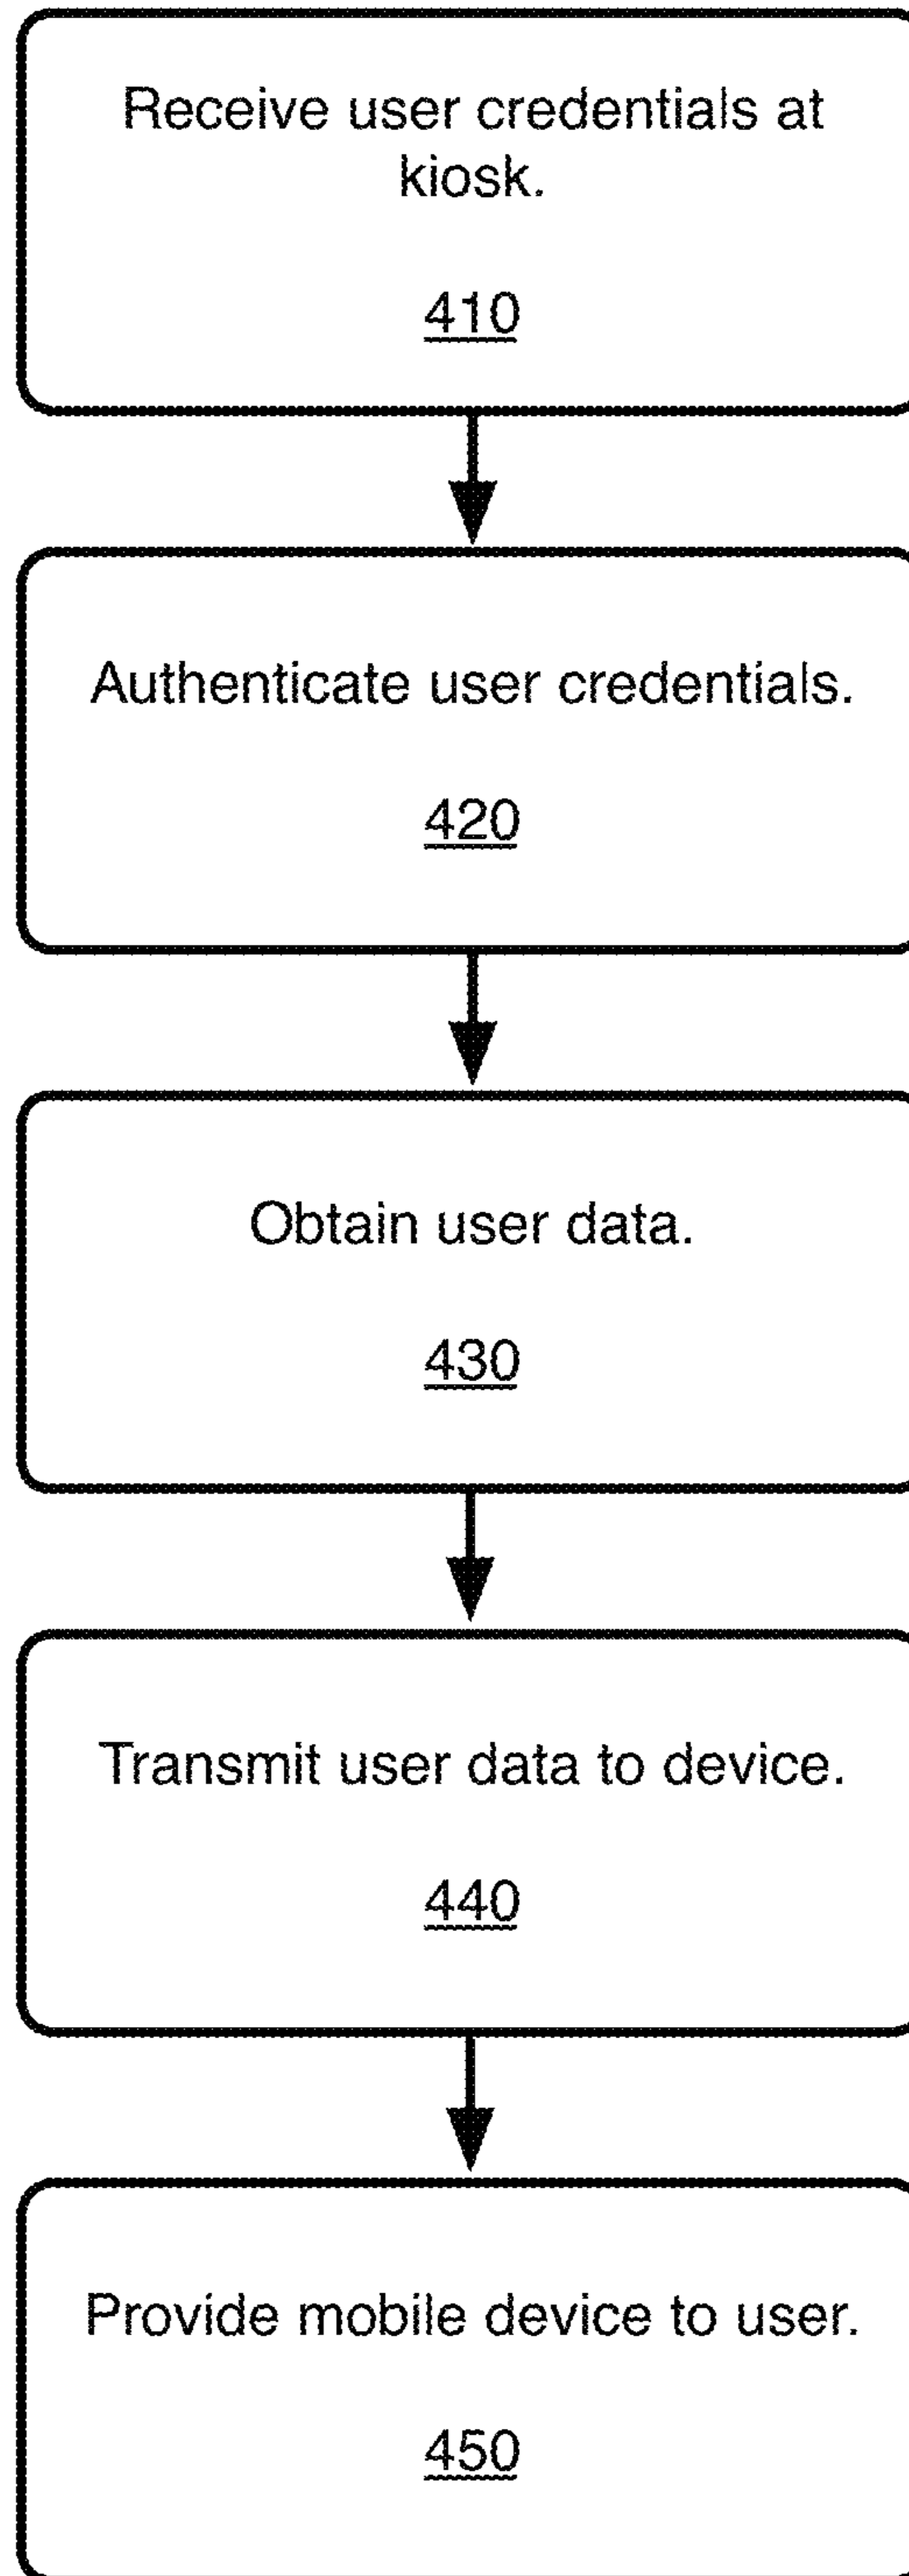 Receive user credentials at
kiosk.
410
Authenticate user credentials.
420
Obtain user data.
430
Transmit user data to device.
440
Provide mobile device to user.
450